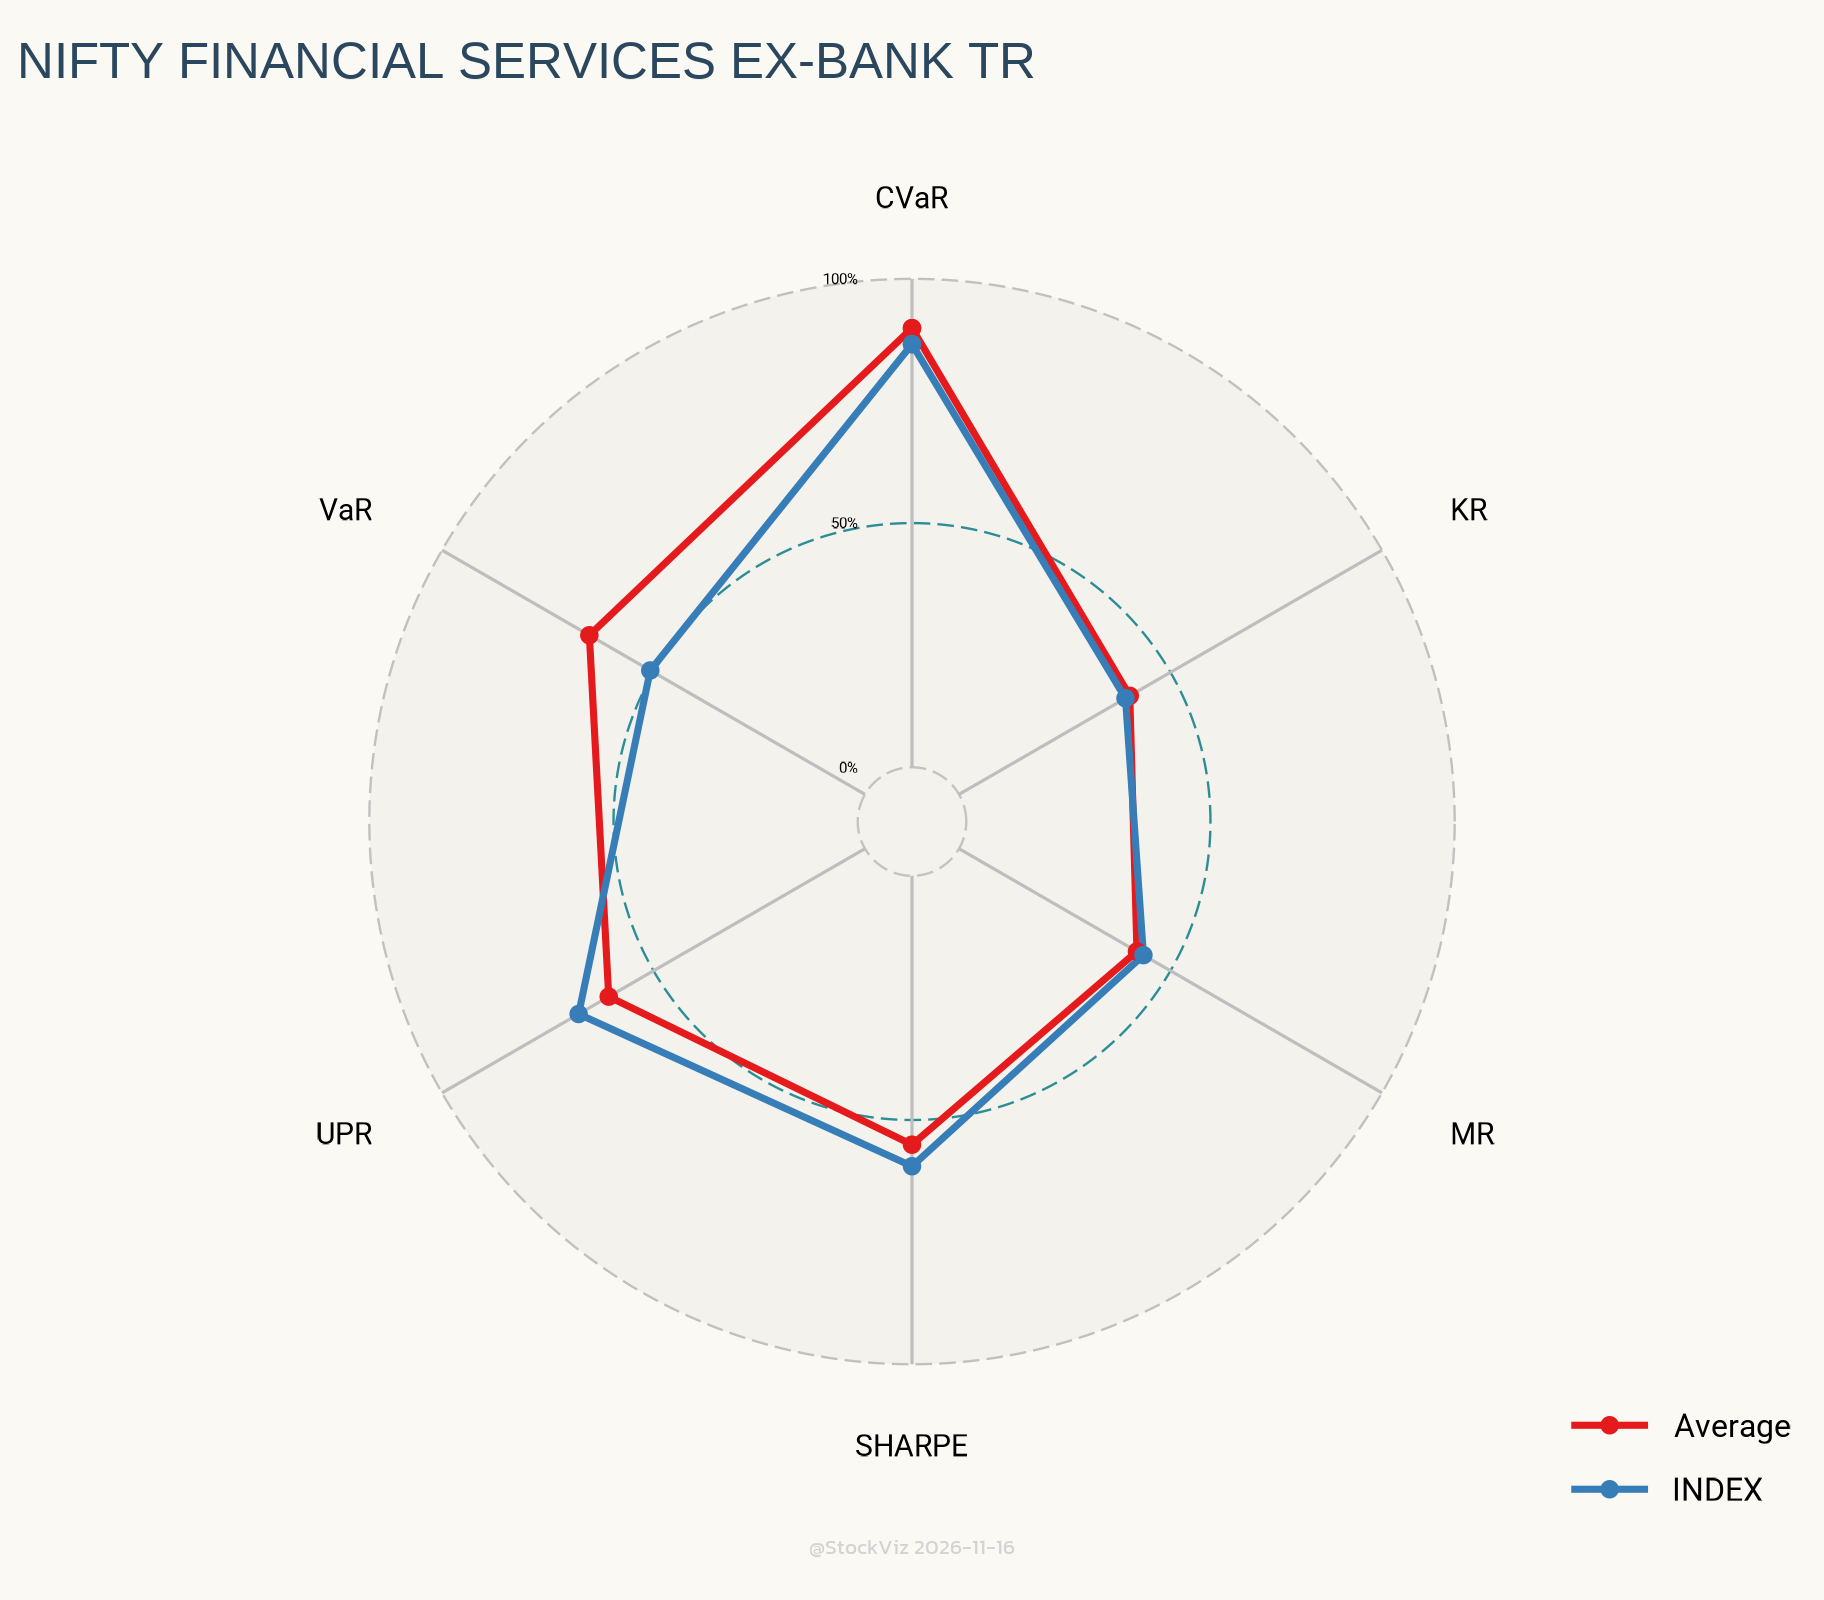 NIFTY FINANCIAL SERVICES EX-BANK TR
CVaR
100%
VaR
KR
50%
0%
UPR
MR
SHARPE
Average
INDEX
@StockViz 2026-11-16